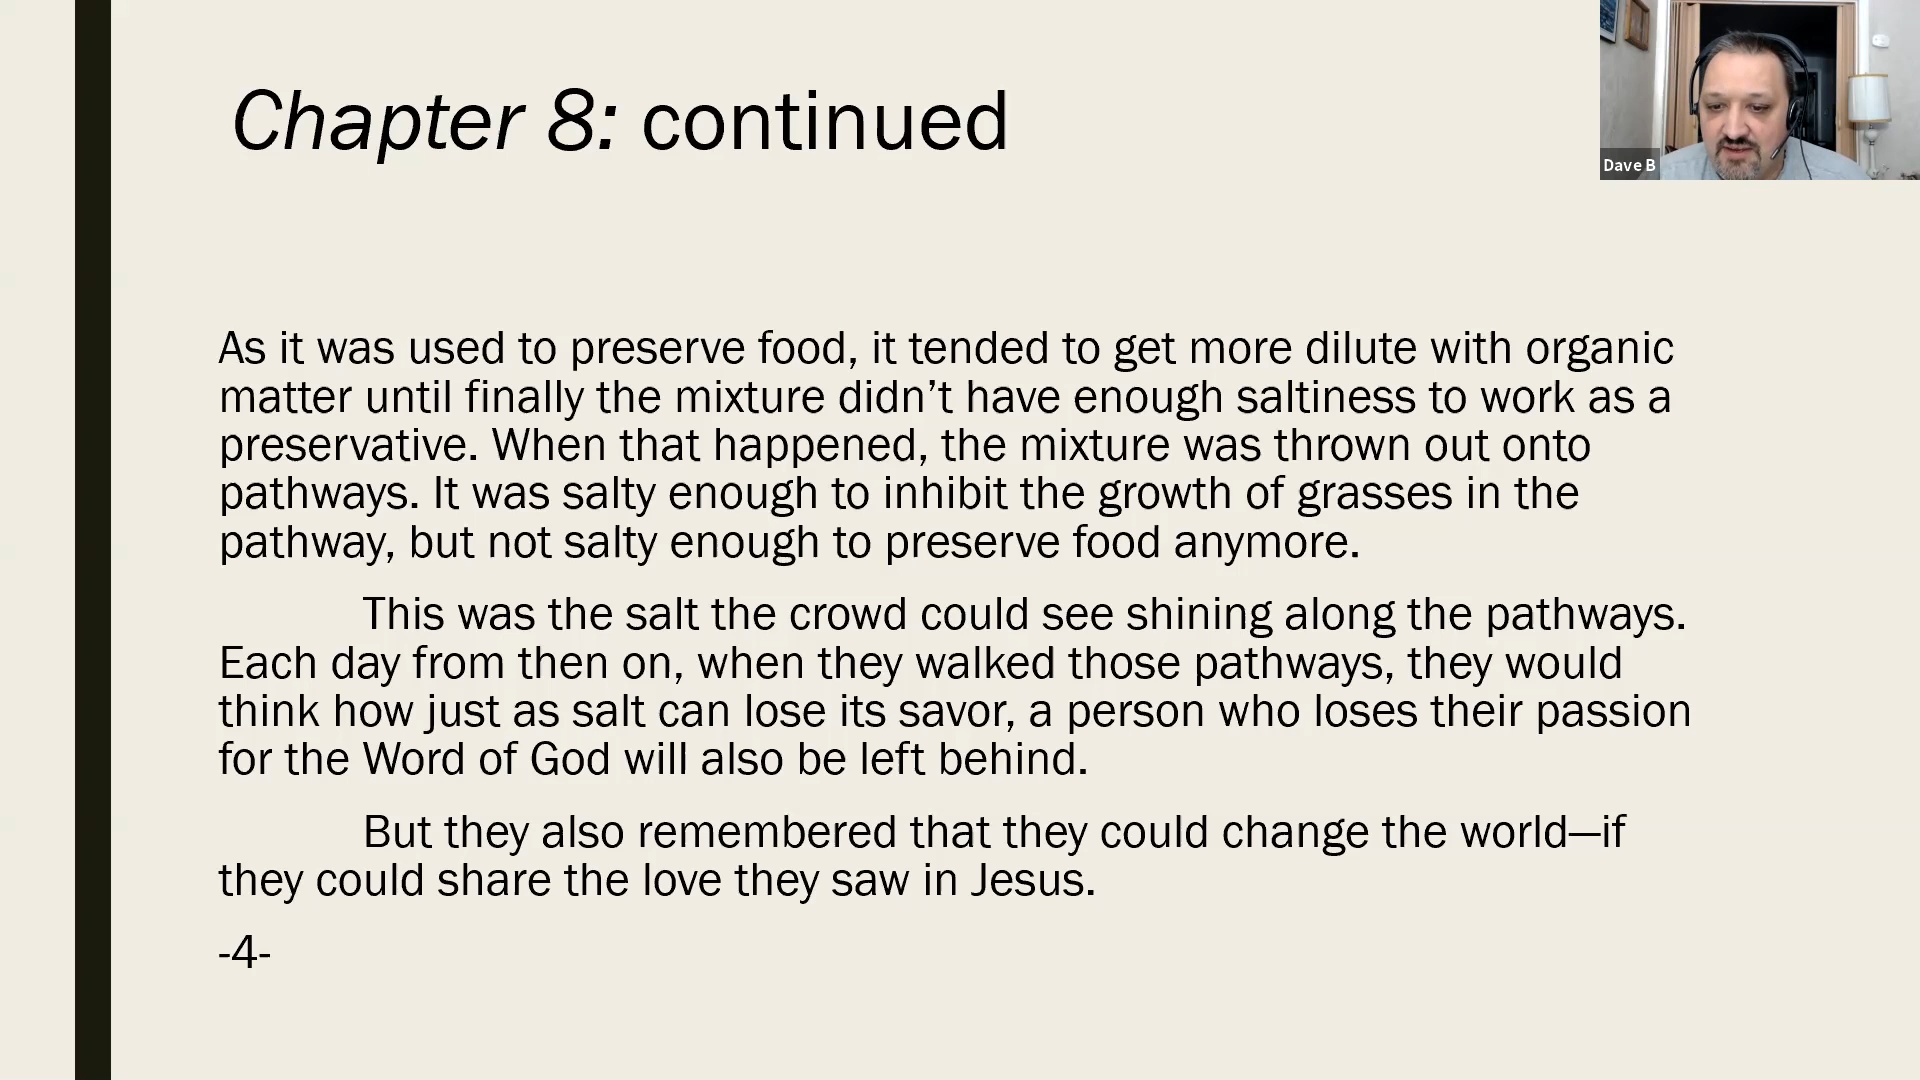 Chapter 8: continued
Dave B
As it was used to preserve food, it tended to get more dilute with organic
matter until finally the mixture didn’t have enough saltiness to work as a
preservative. When that happened, the mixture was thrown out onto
pathways. It was salty enough to inhibit the growth of grasses in the
pathway, but not salty enough to preserve food anymore.
This was the salt the crowd could see shining along the pathways.
Each day from then on, when they walked those pathways, they would
think how just as salt can lose its savor, a person who loses their passion
for the Word of God will also be left behind.
But they also remembered that they could change the world—if
they could share the love they saw in Jesus.
-4-